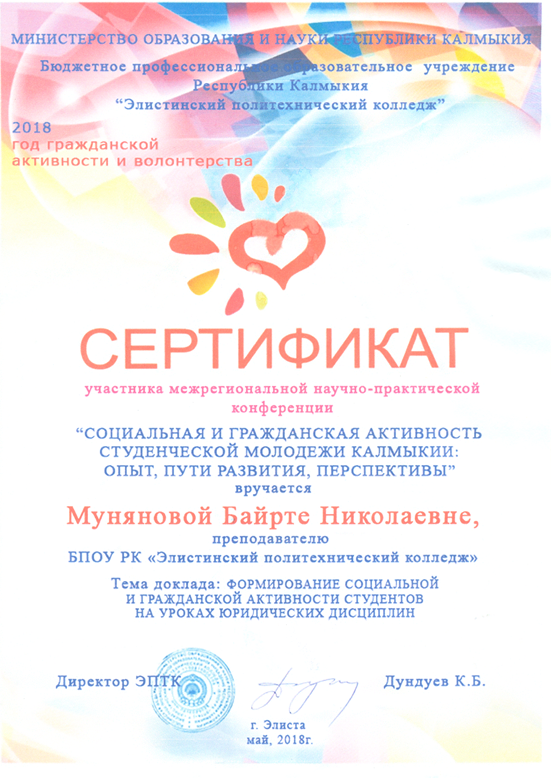 МИНИСТЕРСТВО ОБРАЗОВАНИЯ И НАУКИ РЕСПУБЛИКИ КАЛМЫКИЯ
Бюджетное профессиональное образовательное учреждение
Республики Калмыкия
“Элистинский политехнический колледж”
2018
год гражданской
активности и волонтерства
СЕРТИФИКАТ
участника межрегиональной научно-практической
конференции
“СОЦИАЛЬНАЯ И ГРАЖДАНСКАЯ АКТИВНОСТЬ
СТУДЕНЧЕСКОЙ МОЛОДЕЖИ КАЛМЫКИИ:
ОПЫТ, ПУТИ РАЗВИТИЯ, ПЕРСПЕКТИВЫ”
вручается
Муняновой Байрте Николаевне,
преподавателю
БПОУ РК «Элистинский политехнический колледж»
Тема доклада: ФОРМИРОВАНИЕ СОЦИАЛЬНОЙ
И ГРАЖДАНСКОЙ АКТИВНОСТИ СТУДЕНТОВ
НА УРОКАХ ЮРИДИЧЕСКИХ ДИСЦИПЛИН
Директор ЭПТК Дундуев К.Б.
г. Элиста
май, 2018г.